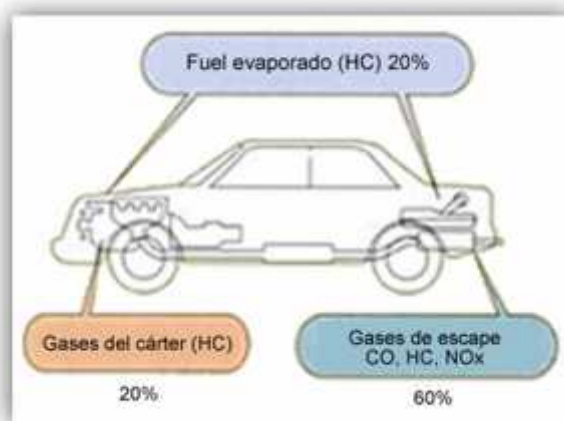 Fuel evaporado (HC) 20%
Gases del cárter (HC)
20%
Gases de escape
CO, HC, NOx
60%